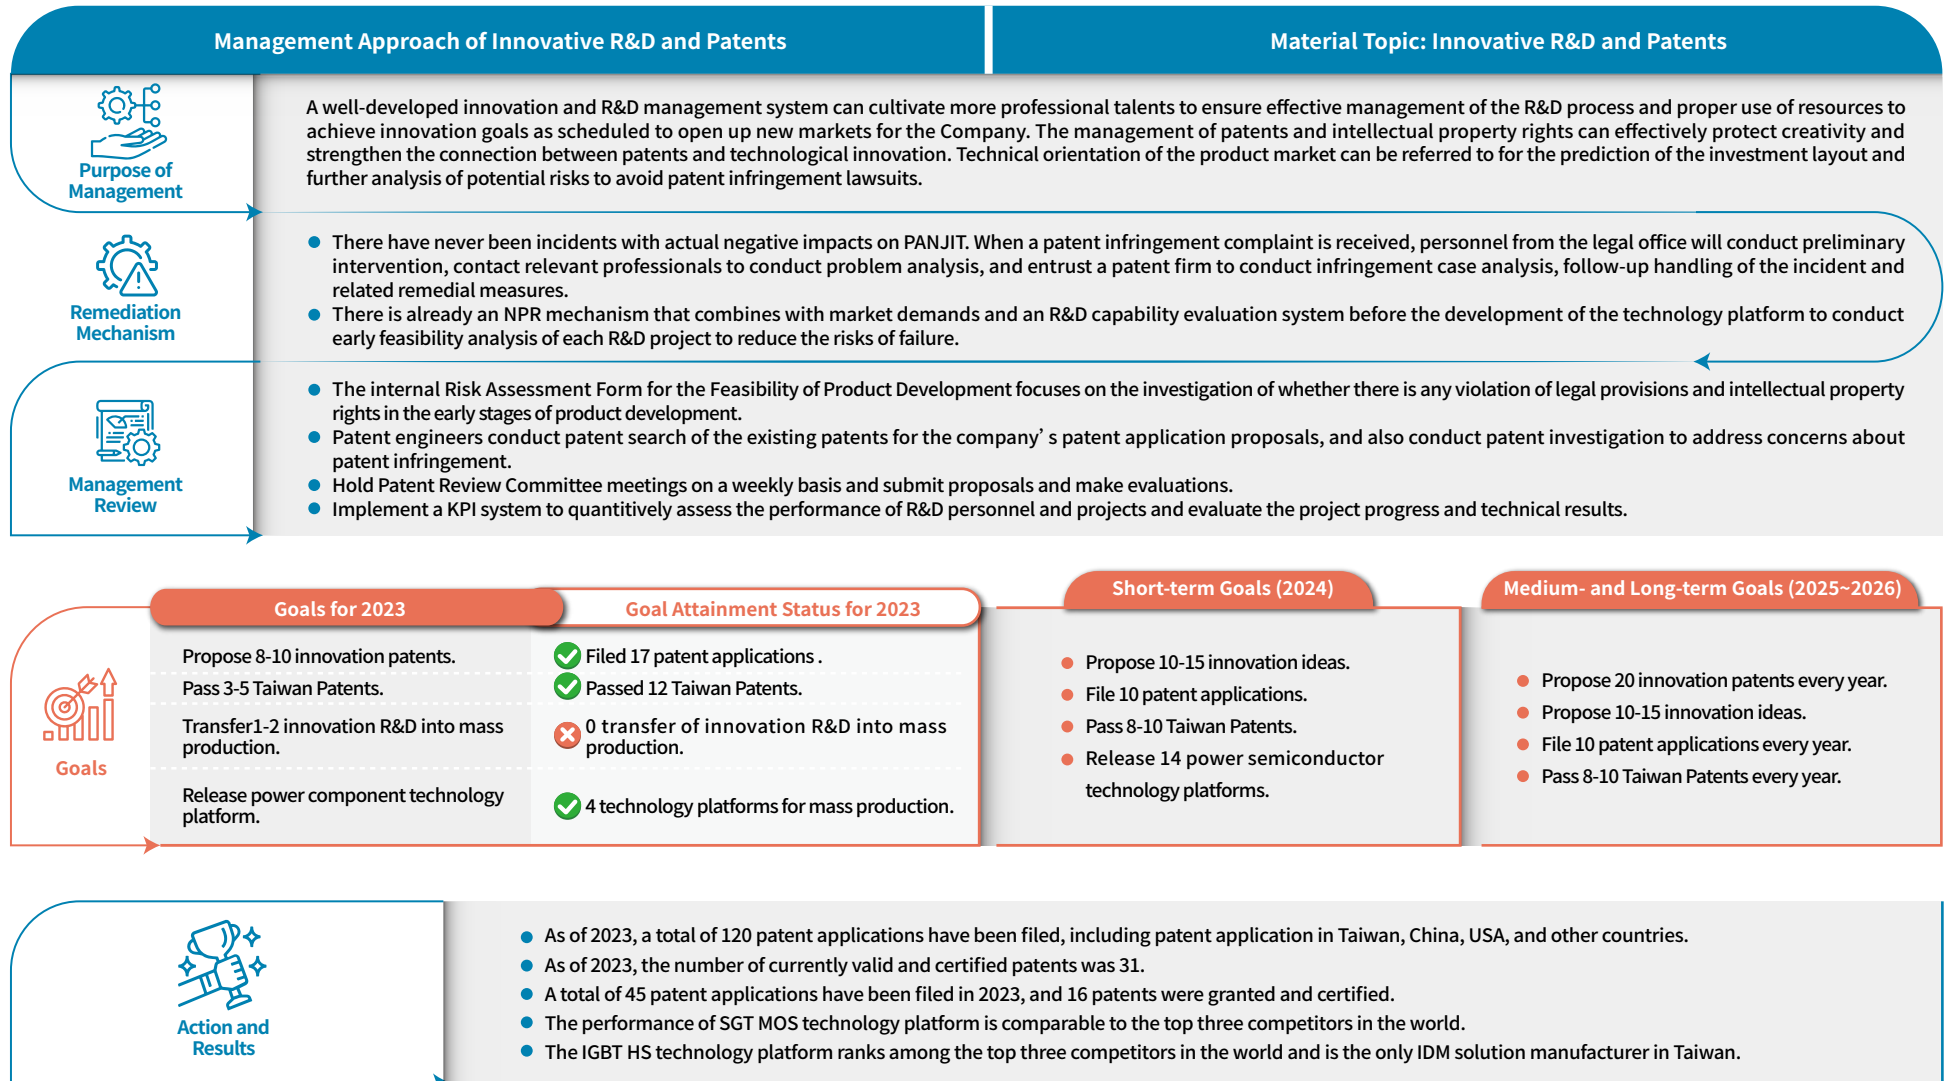 Management Approach of Innovative R&D and Patents
Material Topic: Innovative R&D and Patents
Purpose of
Management
A well-developed innovation and R&D management system can cultivate more professional talents to ensure effective management of the R&D process and proper use of resources to
achieve innovation goals as scheduled to open up new markets for the Company. The management of patents and intellectual property rights can effectively protect creativity and
strengthen the connection between patents and technological innovation. Technical orientation of the product market can be referred to for the prediction of the investment layout and
further analysis of potential risks to avoid patent infringement lawsuits.
Remediation
Mechanism
There have never been incidents with actual negative impacts on PANJIT. When a patent infringement complaint is received, personnel from the legal office will conduct preliminary
intervention, contact relevant professionals to conduct problem analysis, and entrust a patent firm to conduct infringement case analysis, follow-up handling of the incident and
related remedial measures.
There is already an NPR mechanism that combines with market demands and an R&D capability evaluation system before the development of the technology platform to conduct
early feasibility analysis of each R&D project to reduce the risks of failure.
Management
Review
The internal Risk Assessment Form for the Feasibility of Product Development focuses on the investigation of whether there is any violation of legal provisions and intellectual property
rights in the early stages of product development.
Patent engineers conduct patent search of the existing patents for the company's patent application proposals, and also conduct patent investigation to address concerns about
patent infringement.
Hold Patent Review Committee meetings on a weekly basis and submit proposals and make evaluations.
Implement a KPI system to quantitively assess the performance of R&D personnel and projects and evaluate the project progress and technical results.
Goals
Goals for 2023
Goal Attainment Status for 2023
Propose 8-10 innovation patents.
Filed 17 patent applications .
Pass 3-5 Taiwan Patents.
Passed 12 Taiwan Patents.
Transfer1-2 innovation R&D into mass
production.
0 transfer of innovation R&D into mass
production.
Release power component technology
platform.
4 technology platforms for mass production.
Short-term Goals (2024)
Propose 10-15 innovation ideas.
File 10 patent applications.
Pass 8-10 Taiwan Patents.
Release 14 power semiconductor
technology platforms.
Medium- and Long-term Goals (2025~2026)
Propose 20 innovation patents every year.
Propose 10-15 innovation ideas.
File 10 patent applications every year.
Pass 8-10 Taiwan Patents every year.
Action and
Results
As of 2023, a total of 120 patent applications have been filed, including patent application in Taiwan, China, USA, and other countries.
As of 2023, the number of currently valid and certified patents was 31.
A total of 45 patent applications have been filed in 2023, and 16 patents were granted and certified.
The performance of SGT MOS technology platform is comparable to the top three competitors in the world.
The IGBT HS technology platform ranks among the top three competitors in the world and is the only IDM solution manufacturer in Taiwan.